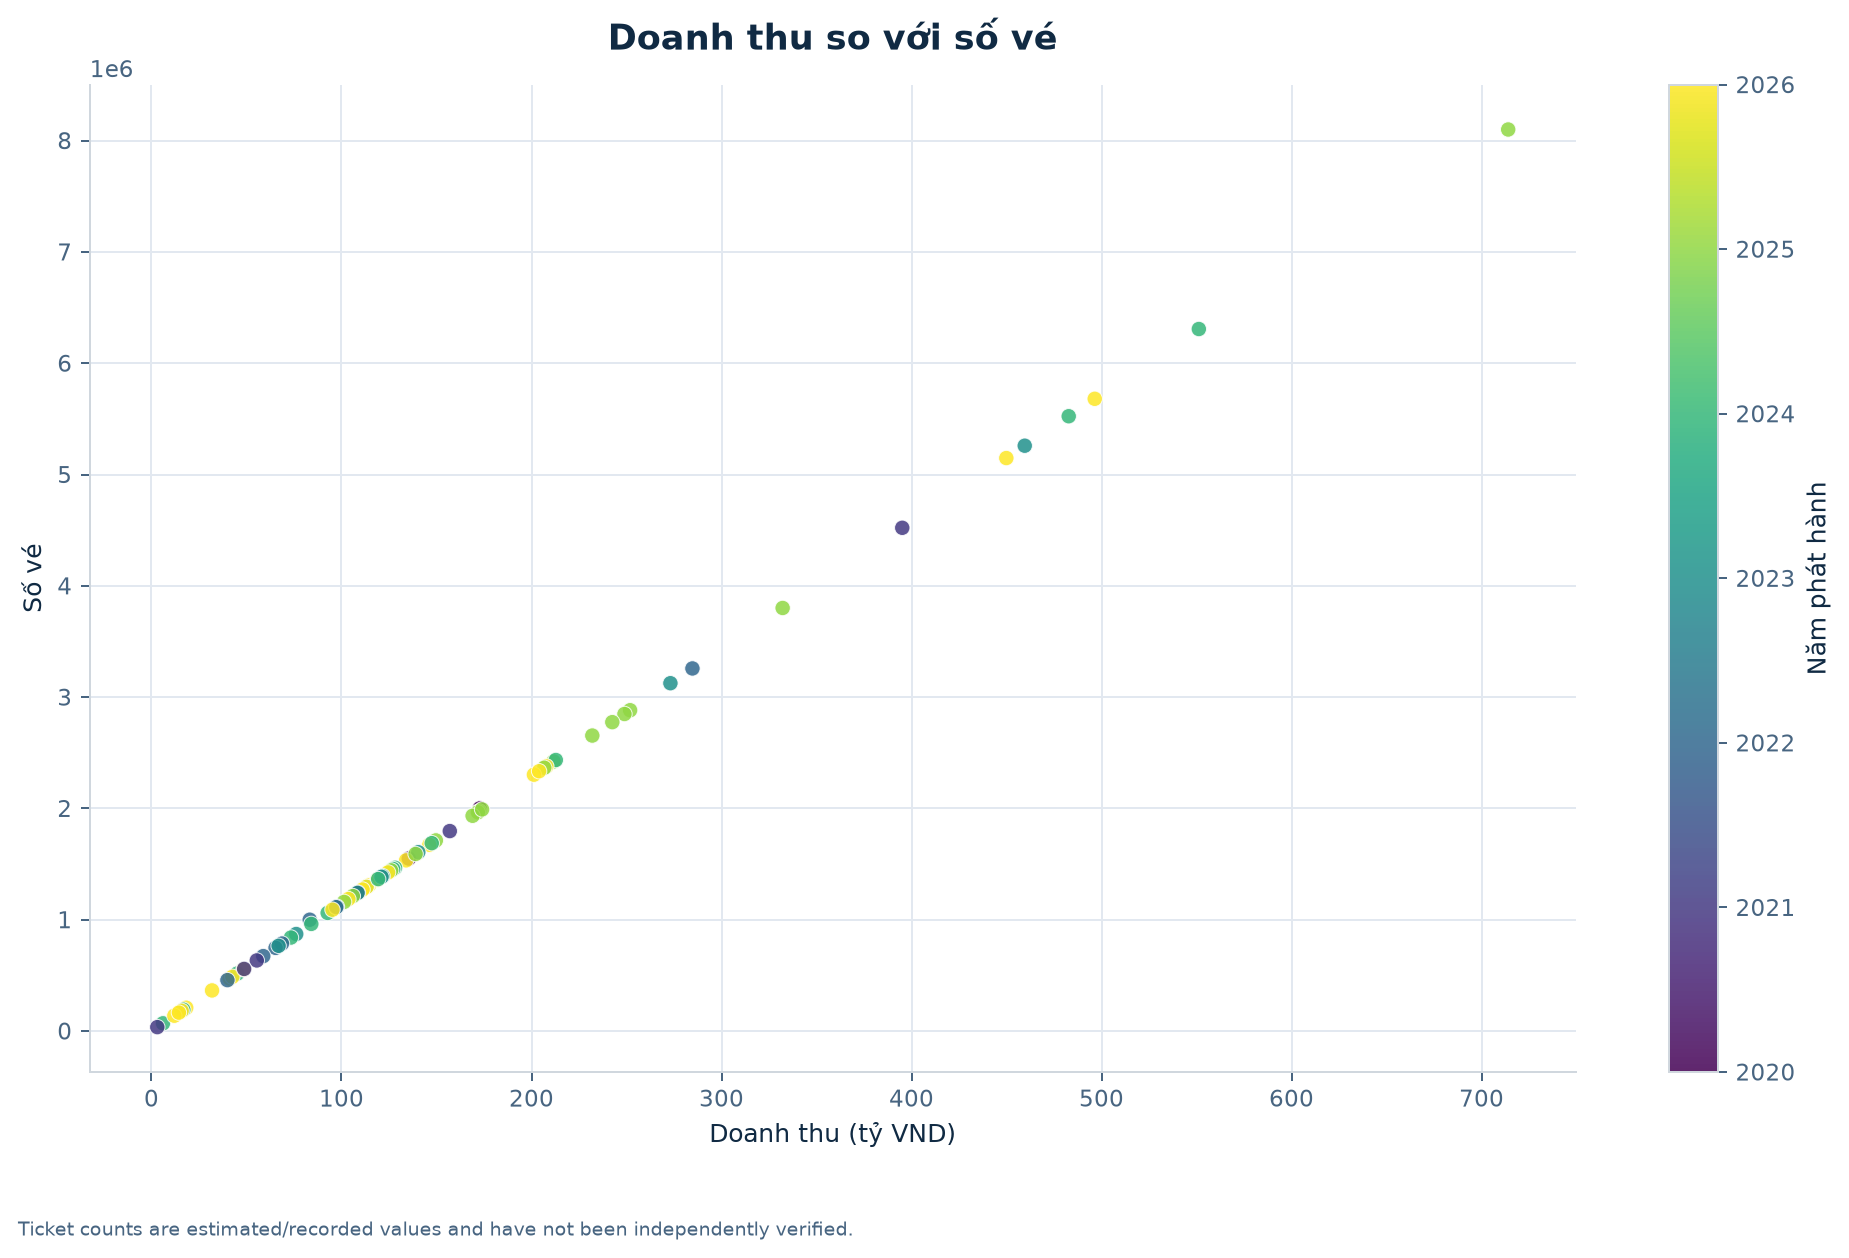 Doanh thu so với số vé
1e6
8
7
6
5
4
3
2
1
0
Số vé
0 100 200 300 400 500 600 700
Doanh thu (tỷ VND)
2026
2025
2024
2023
2022
2021
2020
Năm phát hành
Ticket counts are estimated/recorded values and have not been independently verified.